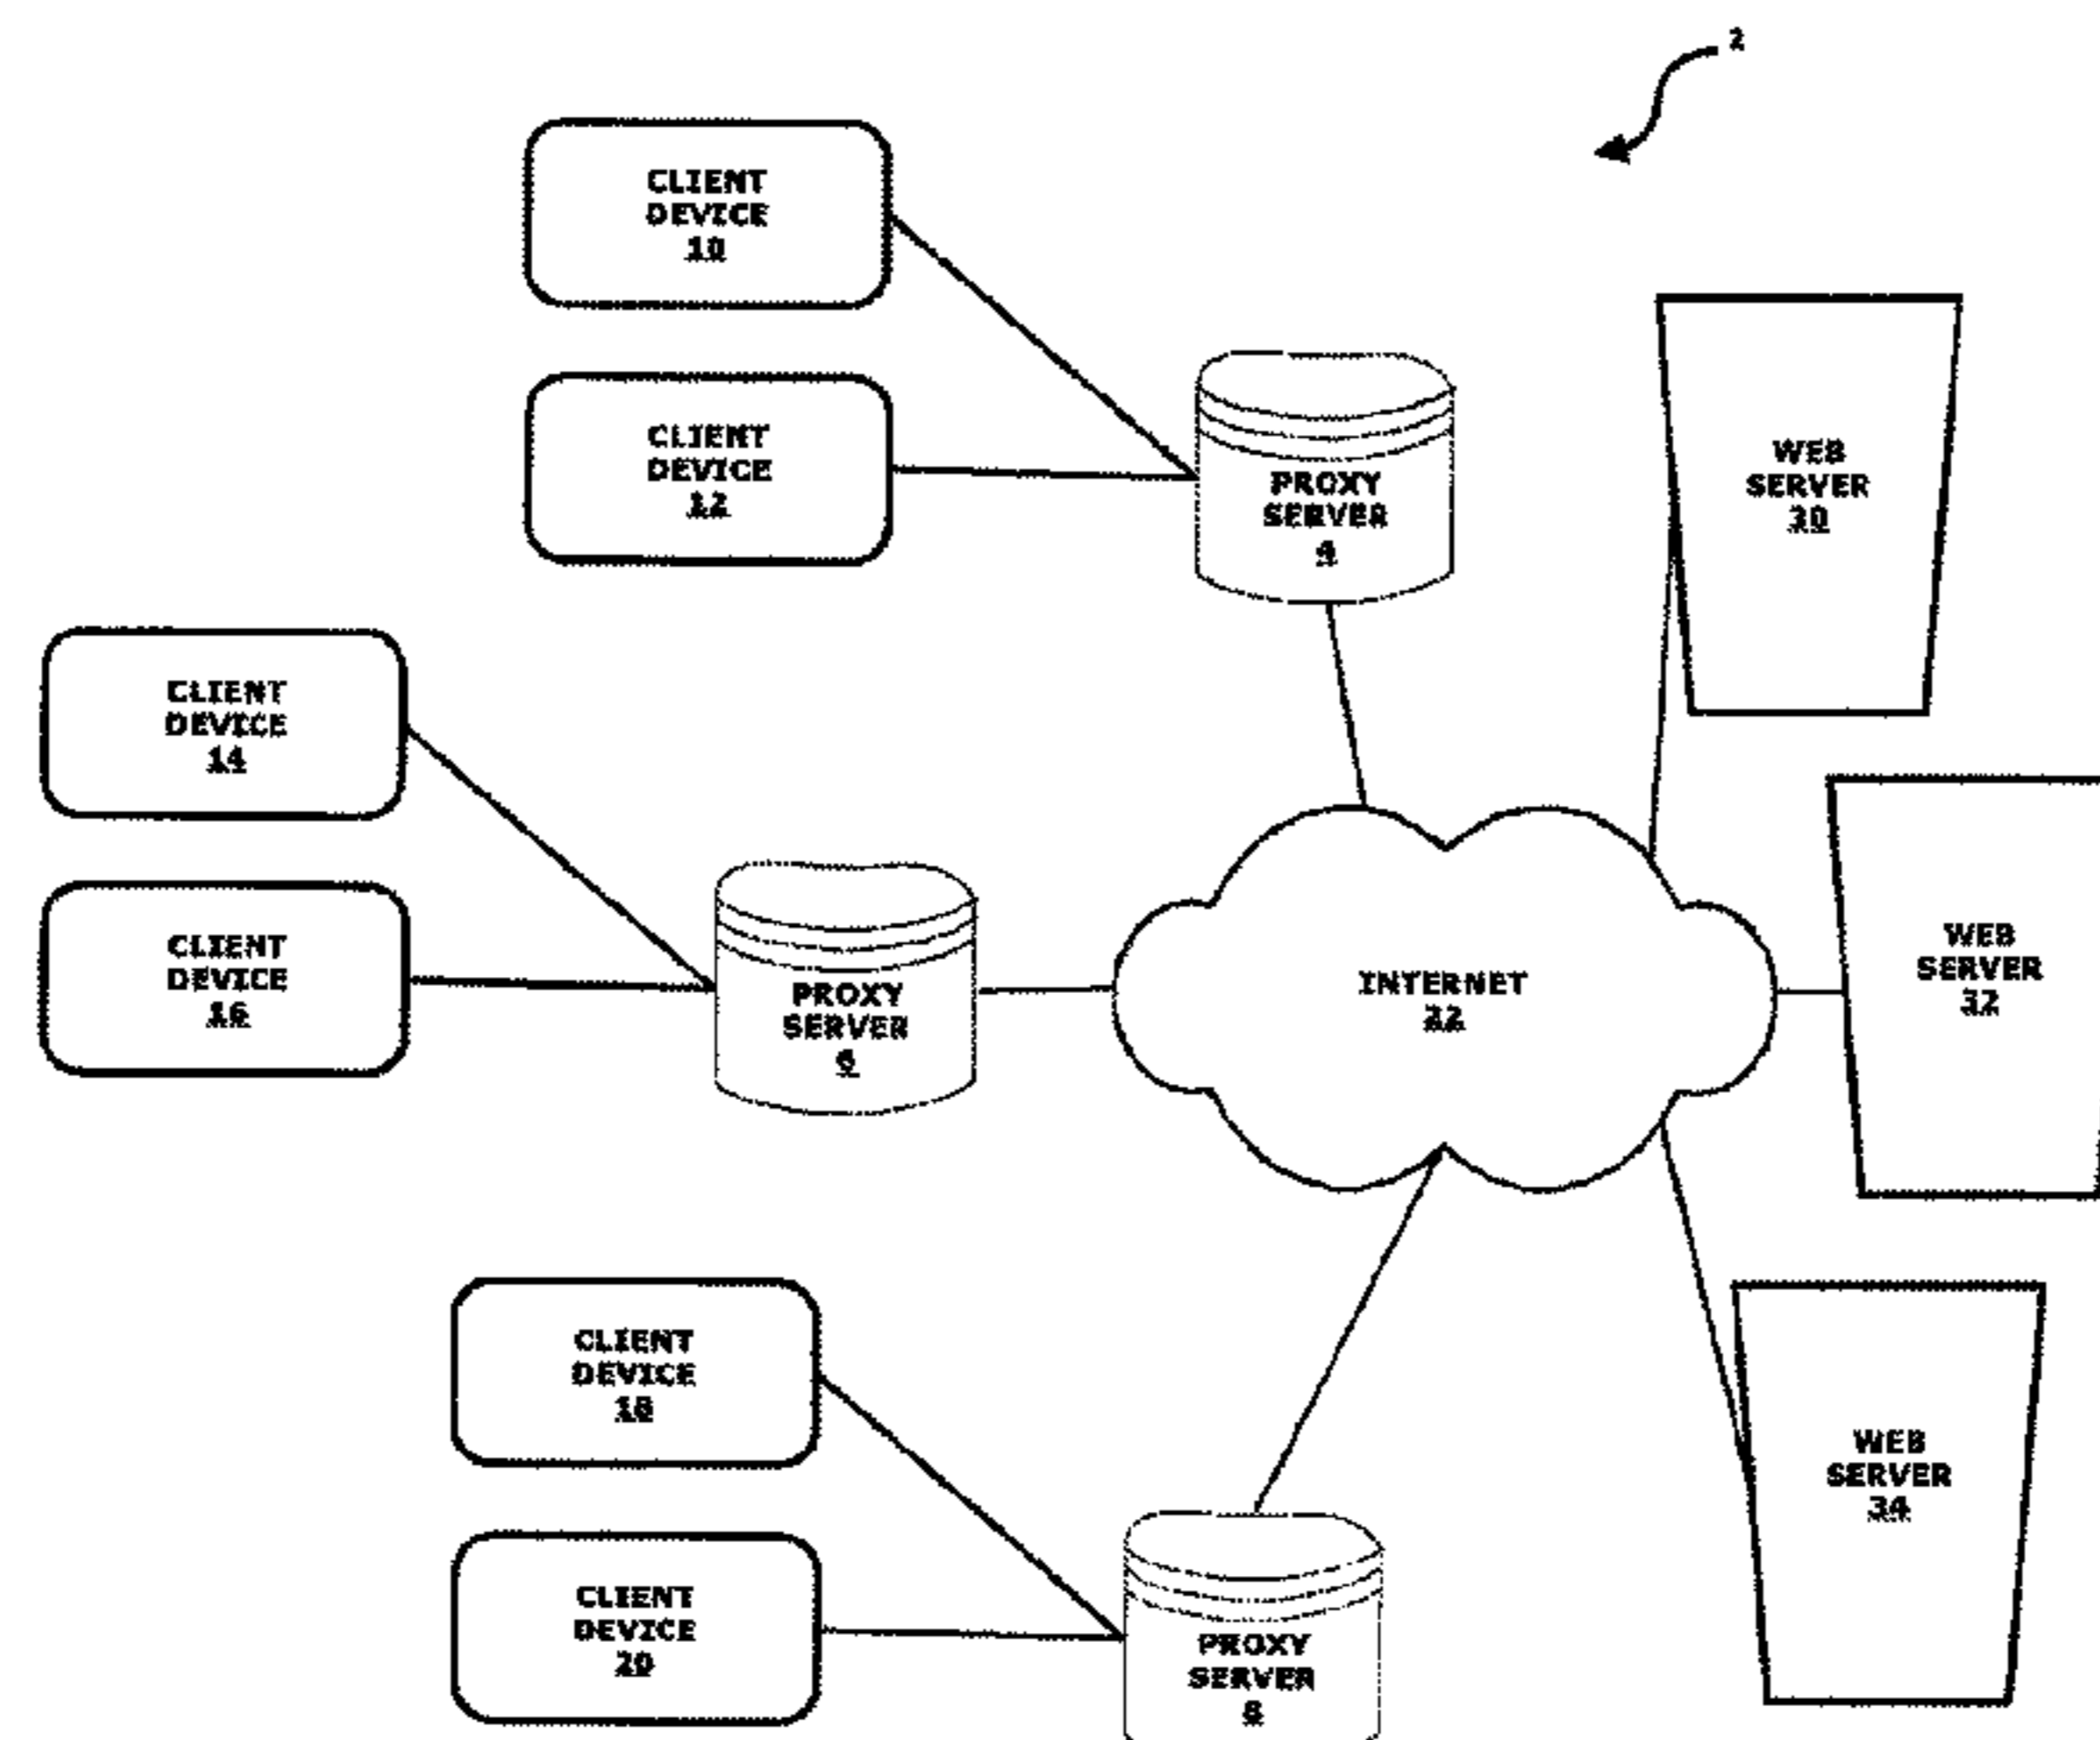 2
CLIENT
DEVICE
10
CLIENT
DEVICE
12
PROXY
SERVER
4
WEB
SERVER
30
CLIENT
DEVICE
14
CLIENT
DEVICE
16
PROXY
SERVER
6
INTERNET
22
WEB
SERVER
32
CLIENT
DEVICE
18
CLIENT
DEVICE
20
PROXY
SERVER
8
WEB
SERVER
34